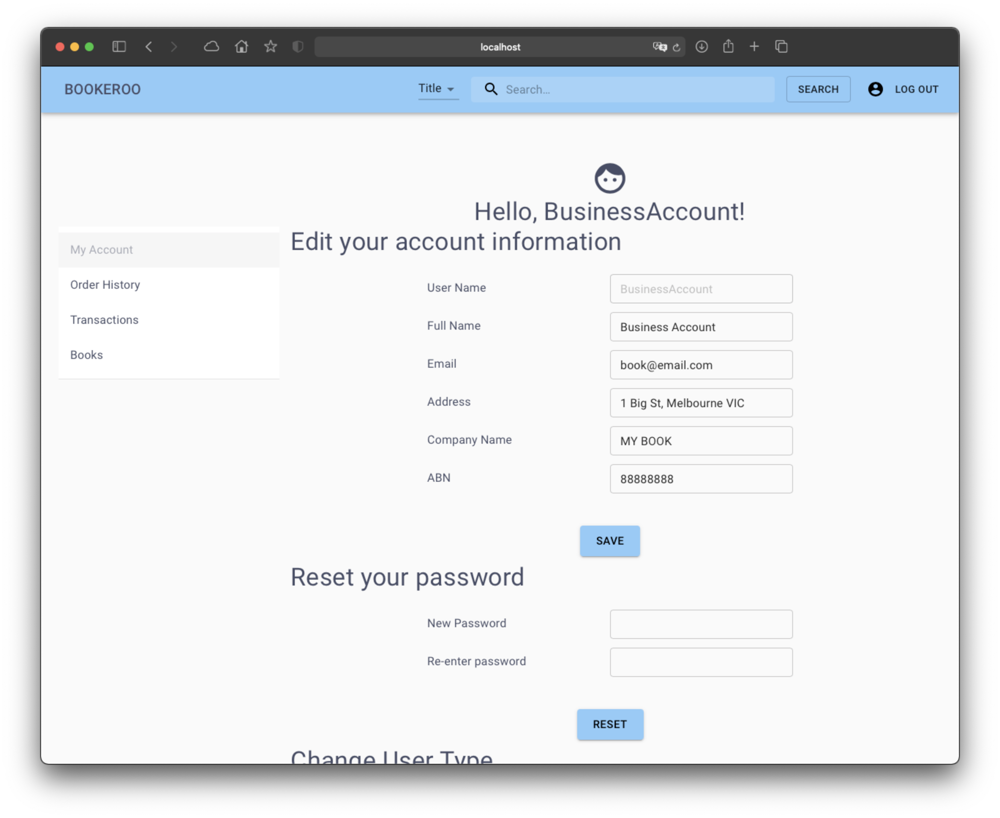 localhost
BOOKEROO
Title
Search...
SEARCH
LOG OUT
Hello, BusinessAccount!
Edit your account information
My Account
Order History
Transactions
Books
User Name BusinessAccount
Full Name Business Account
Email book@email.com
Address 1 Big St, Melbourne VIC
Company Name MY BOOK
ABN 88888888
SAVE
Reset your password
New Password
Re-enter password
RESET
Change User Type